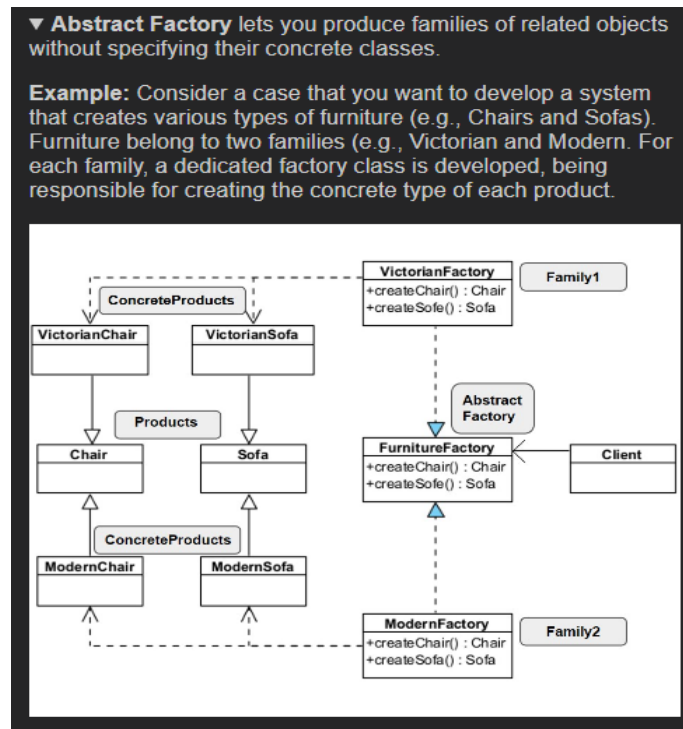 ▼ Abstract Factory lets you produce families of related objects
without specifying their concrete classes.
Example: Consider a case that you want to develop a system
that creates various types of furniture (e.g., Chairs and Sofas).
Furniture belong to two families (e.g., Victorian and Modern. For
each family, a dedicated factory class is developed, being
responsible for creating the concrete type of each product.
VictorianFactory
+createChair() : Chair
+createSofe() : Sofa
Family1
ConcreteProducts
VictorianChair
VictorianSofa
Abstract
Factory
Products
Chair
Sofa
FurnitureFactory
+createChair() : Chair
+createSofe() : Sofa
Client
ConcreteProducts
ModernChair
ModernSofa
ModernFactory
+createChair() : Chair
+createSofa() : Sofa
Family2